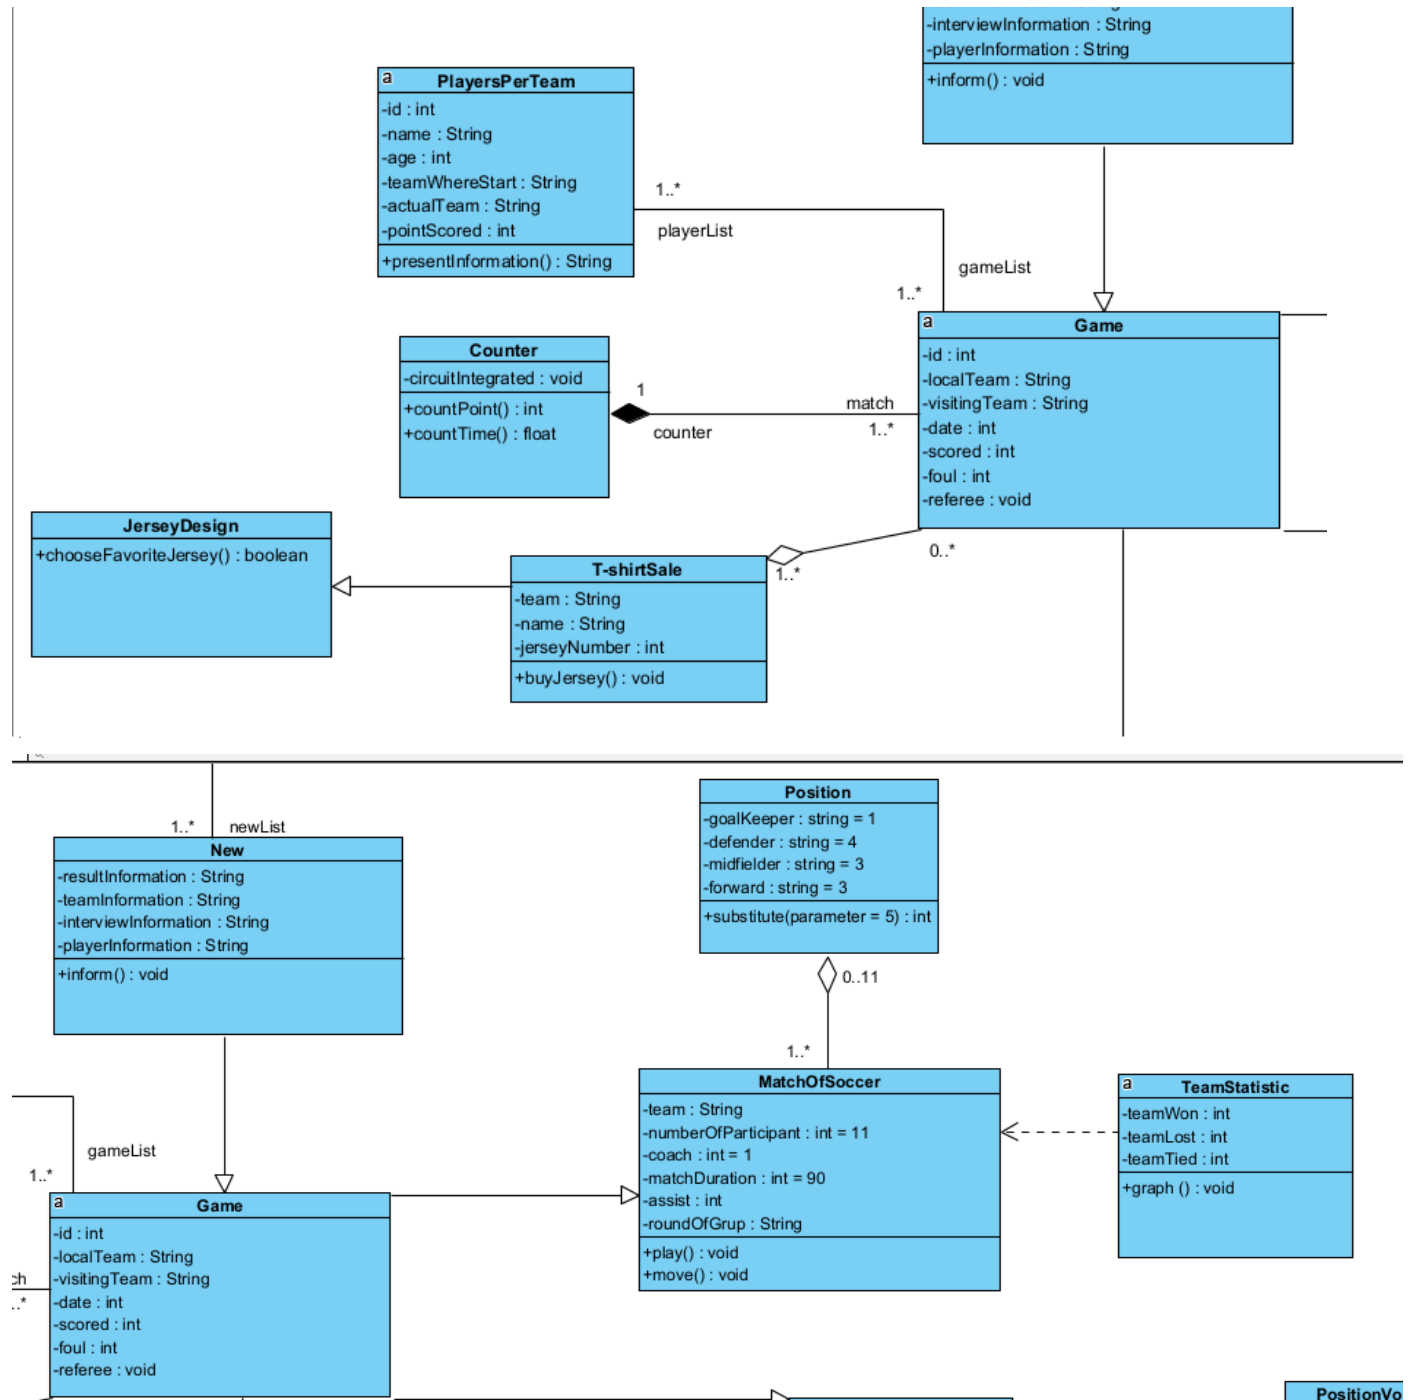 -interviewInformation : String
-playerInformation : String
+inform() : void
a
PlayersPerTeam
-id : int
-name : String
-age : int
-teamWhereStart : String
-actualTeam : String
-pointScored : int
+presentInformation() : String
1..*
playerList
gameList
1..*
a
Game
-id : int
-localTeam : String
-visitingTeam : String
-date : int
-scored : int
-foul : int
-referee : void
Counter
-circuitIntegrated : void
+countPoint() : int
+countTime() : float
1
counter
match
1..*
JerseyDesign
+chooseFavoriteJersey() : boolean
T-shirtSale
-team : String
-name : String
-jerseyNumber : int
+buyJersey() : void
1..*
0..*
1..*
newList
New
-resultInformation : String
-teamInformation : String
-interviewInformation : String
-playerInformation : String
+inform() : void
Position
-goalKeeper : string = 1
-defender : string = 4
-midfielder : string = 3
-forward : string = 3
+substitute(parameter = 5) : int
0..11
1..*
MatchOfSoccer
-team : String
-numberOfParticipant : int = 11
-coach : int = 1
-matchDuration : int = 90
-assist : int
-roundOfGrup : String
+play() : void
+move() : void
a
TeamStatistic
-teamWon : int
-teamLost : int
-teamTied : int
+graph () : void
gameList
1..*
a
Game
-id : int
-localTeam : String
-visitingTeam : String
-date : int
-scored : int
-foul : int
-referee : void
ch
..*
PositionVo